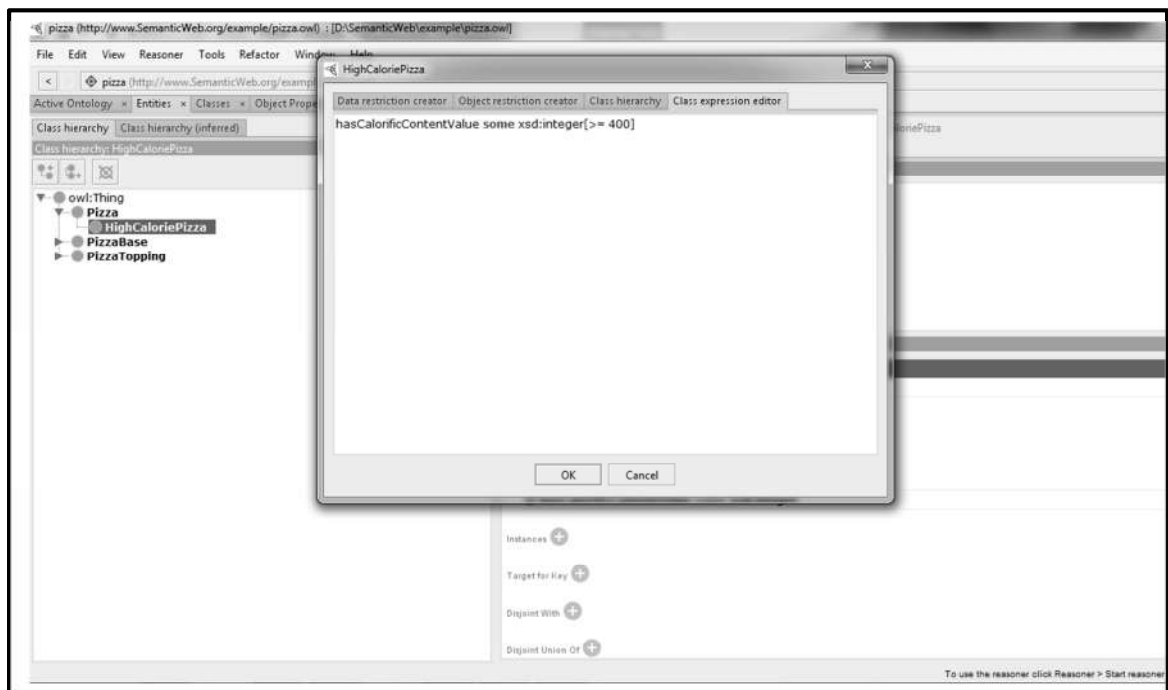 pizza (http://www.SemanticWeb.org/example/pizza.owl) : [D:\SemanticWeb\example\pizza.owl]
File Edit View Reasoner Tools Refactor Window Help
< pizza (http://www.SemanticWeb.org/exampl
Active Ontology × Entities × Classes × Object Prope
Class hierarchy Class hierarchy (inferred)
Class hierarchy: HighCaloriePizza
owl:Thing
Pizza
HighCaloriePizza
PizzaBase
PizzaTopping
HighCaloriePizza
Data restriction creator Object restriction creator Class hierarchy Class expression editor
hasCalorificContentValue some xsd:integer[>= 400]
OK Cancel
loriePizza
Instances
Target for Key
Disjoint With
Disjoint Union Of
To use the reasoner click Reasoner > Start reasoner